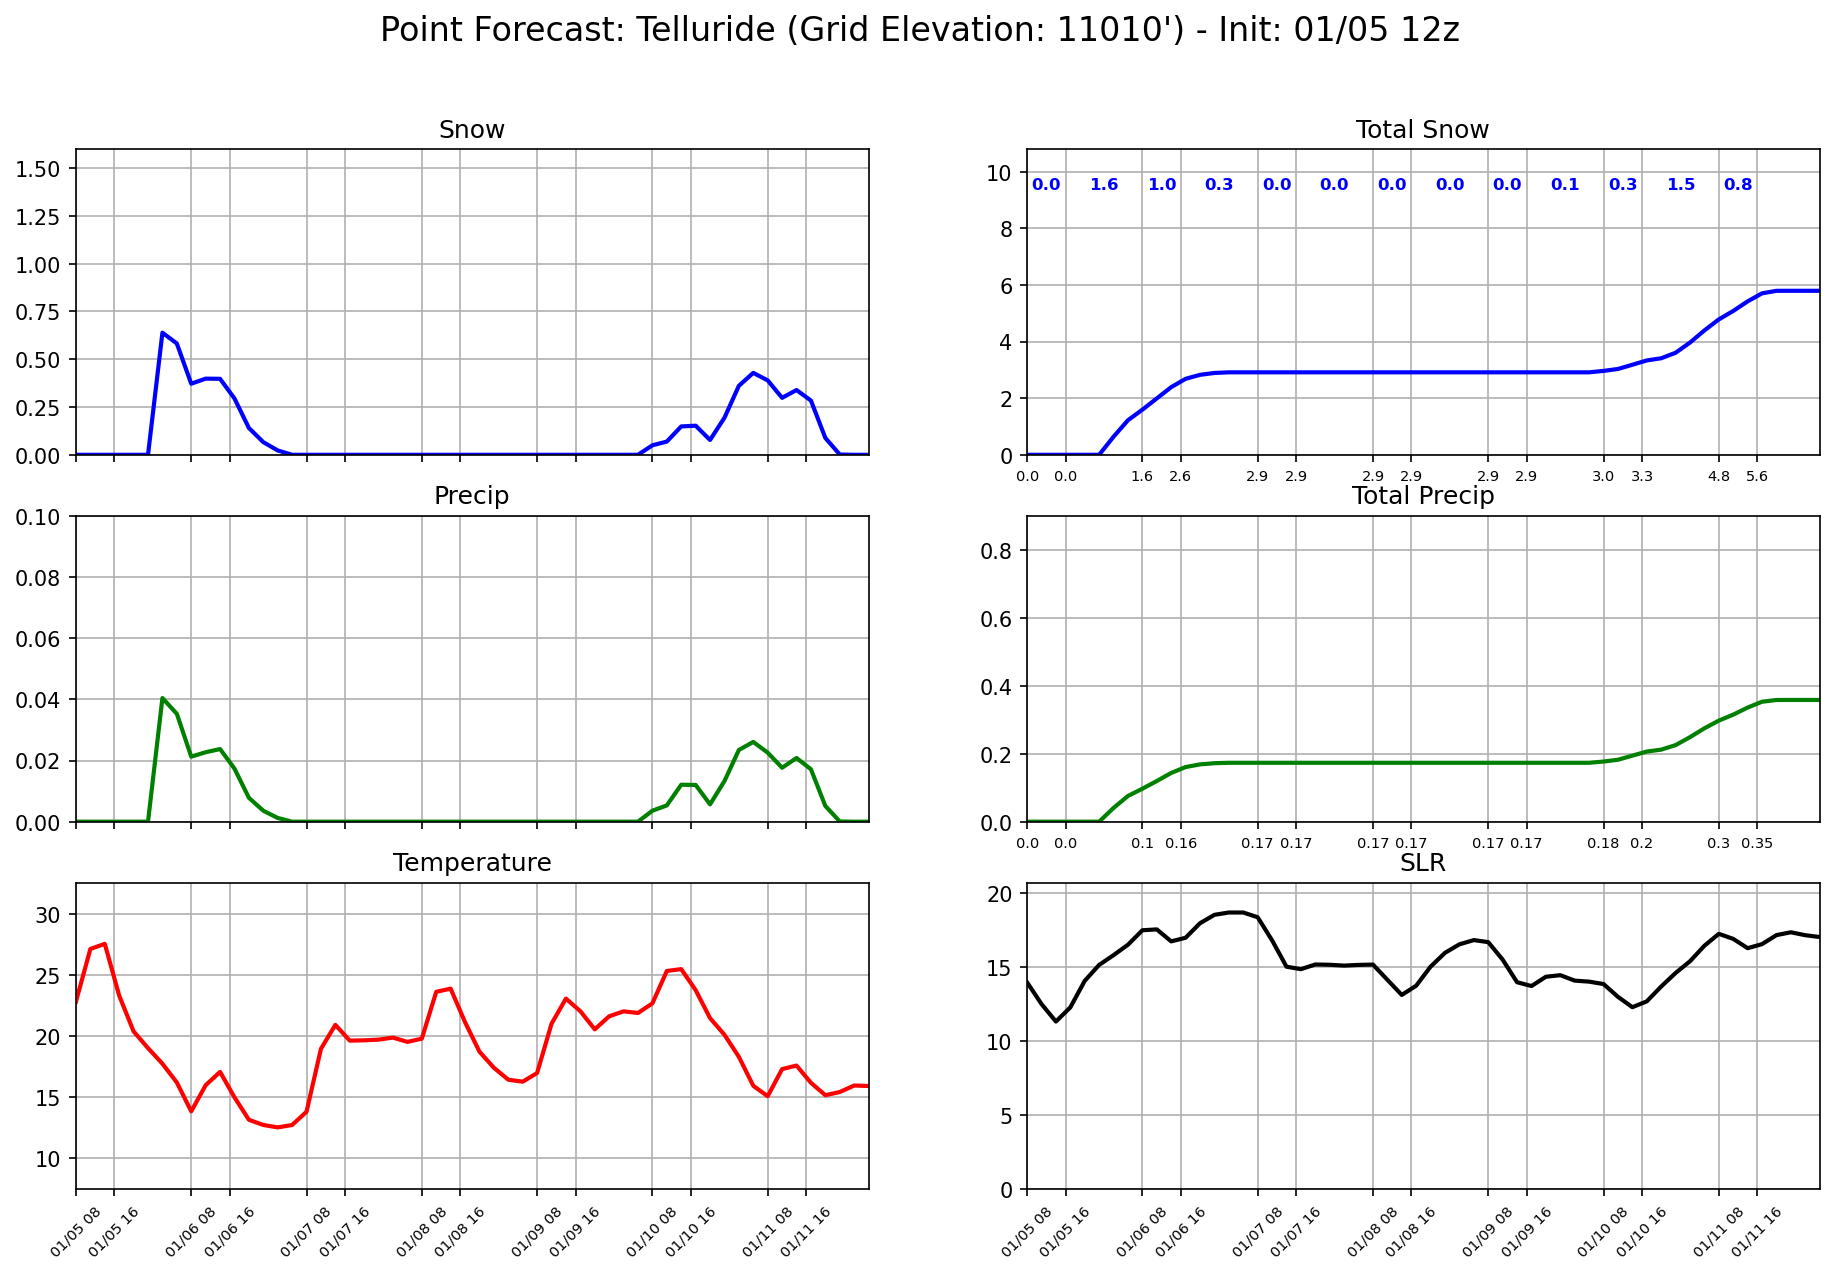 Point Forecast: Telluride (Grid Elevation: 11010') - Init: 01/05 12z
Snow
1.50
1.25
1.00
0.75
0.50
0.25
0.00
Total Snow
10
8
6
4
2
0
0.0 1.6 1.0 0.3 0.0 0.0 0.0 0.0 0.0 0.1 0.3 1.5 0.8
0.0 0.0 1.6 2.6 2.9 2.9 2.9 2.9 2.9 2.9 3.0 3.3 4.8 5.6
Precip
0.10
0.08
0.06
0.04
0.02
0.00
Total Precip
0.8
0.6
0.4
0.2
0.0
0.0 0.0 0.1 0.16 0.17 0.17 0.17 0.17 0.17 0.17 0.18 0.2 0.3 0.35
Temperature
30
25
20
15
10
01/05 08 01/05 16 01/06 08 01/06 16 01/07 08 01/07 16 01/08 08 01/08 16 01/09 08 01/09 16 01/10 08 01/10 16 01/11 08 01/11 16
SLR
20
15
10
5
0
01/05 08 01/05 16 01/06 08 01/06 16 01/07 08 01/07 16 01/08 08 01/08 16 01/09 08 01/09 16 01/10 08 01/10 16 01/11 08 01/11 16